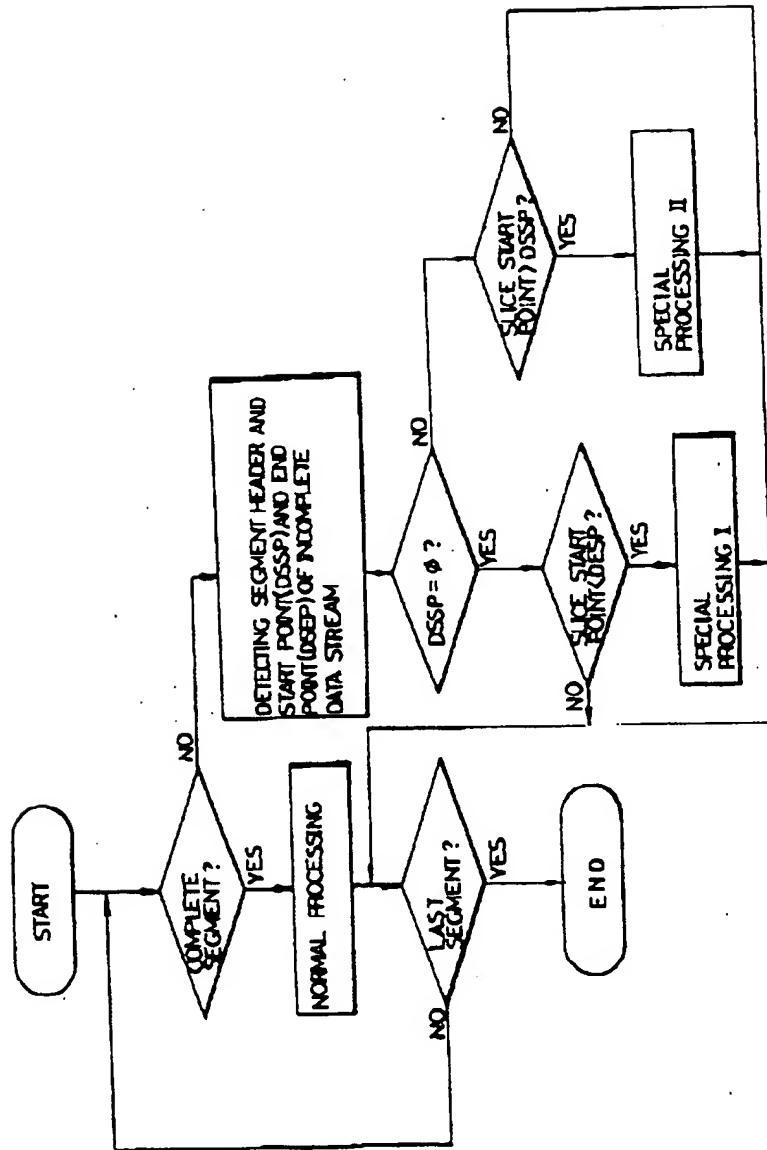 START
COMPLETE
SEGMENT?
NO
YES
NORMAL PROCESSING
LAST
SEGMENT?
NO
YES
END
DETECTING SEGMENT HEADER AND
START POINT(DSSP) AND END
POINT(DSEP) OF INCOMPLETE
DATA STREAM
DSSP=ϕ?
NO
YES
SLICE START
POINT<DESP?
NO
YES
SPECIAL
PROCESSING I
SLICE START
POINT>DSSP?
NO
YES
SPECIAL
PROCESSING II